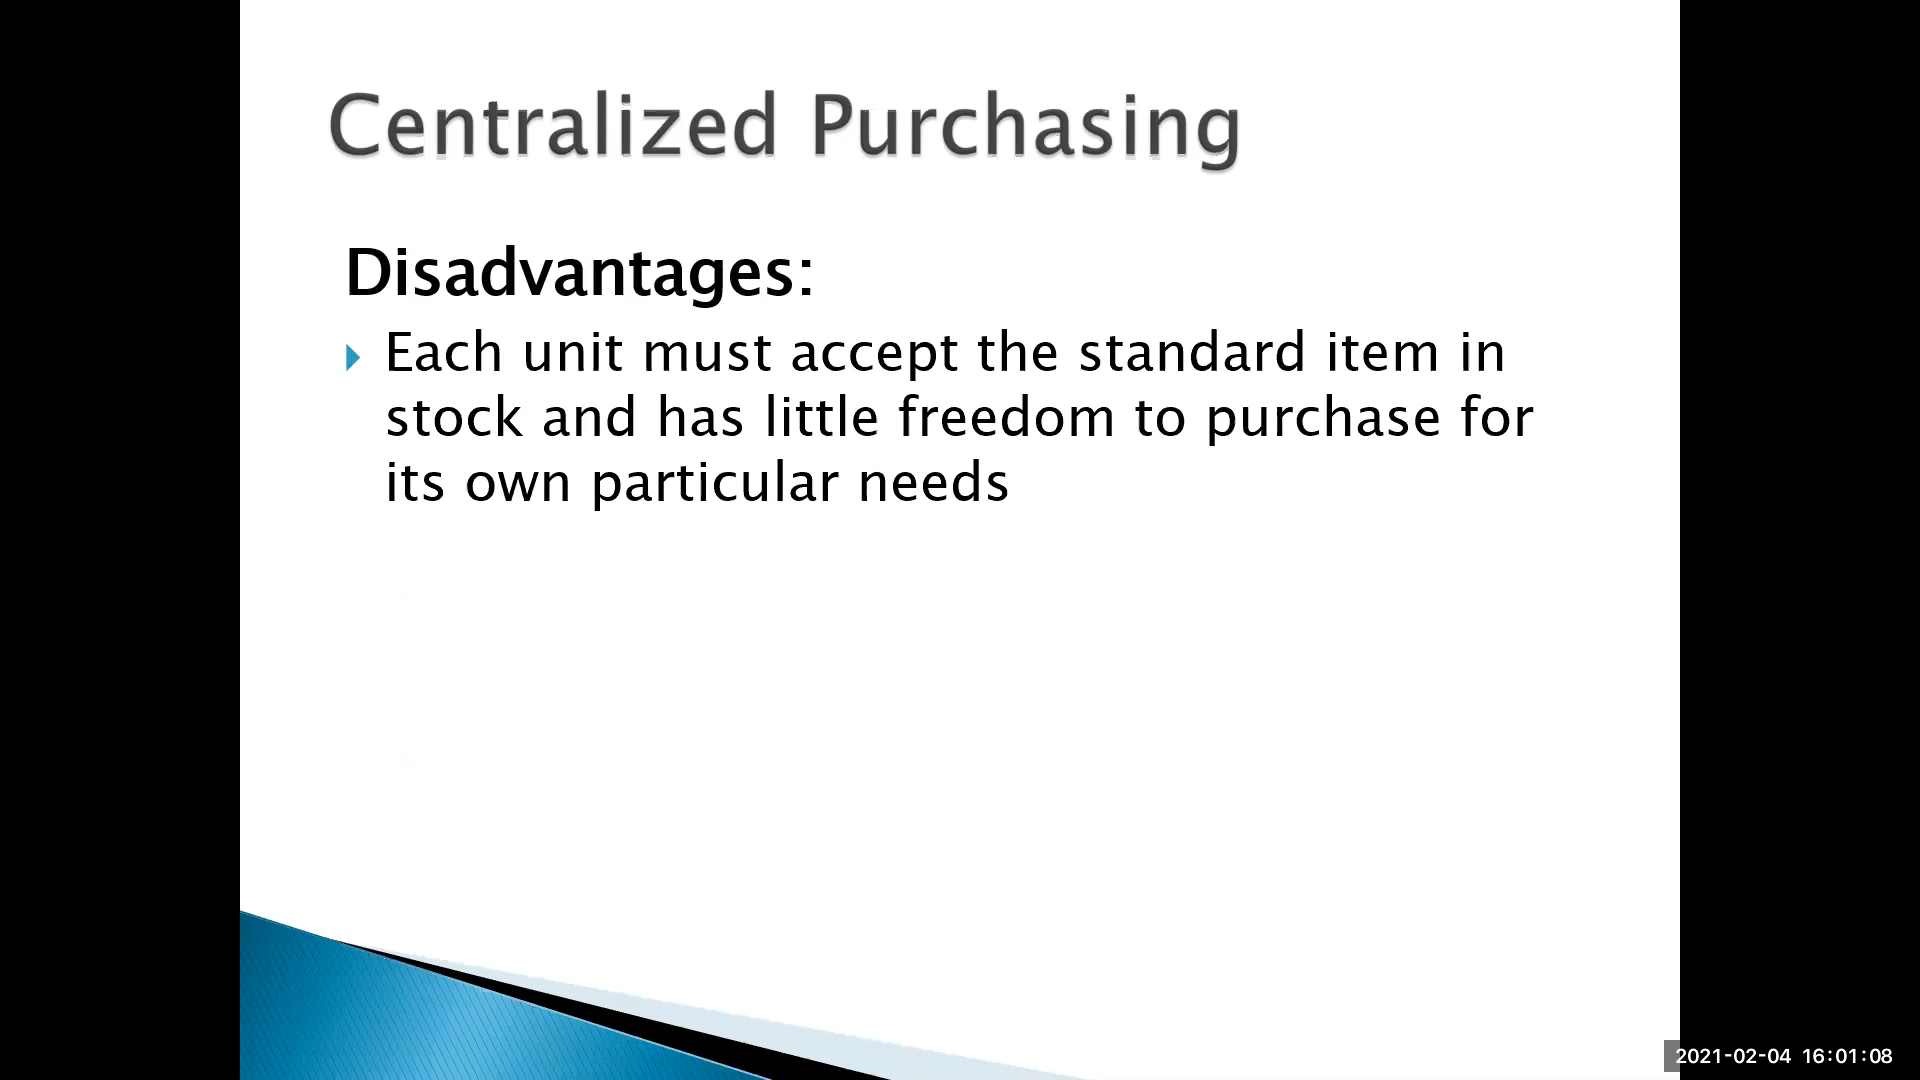 Centralized Purchasing
Disadvantages:
Each unit must accept the standard item in
stock and has little freedom to purchase for
its own particular needs
2021-02-04 16:01:08